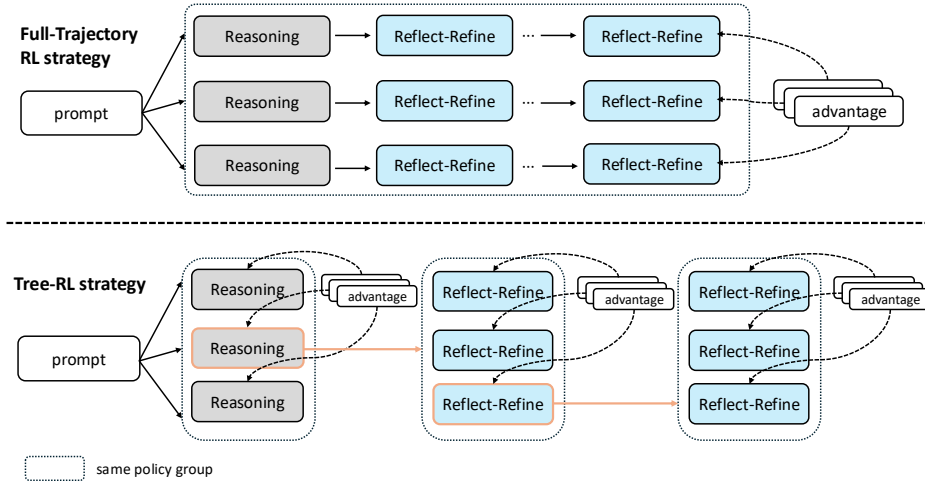 Full-Trajectory
RL strategy
prompt
Reasoning
Reflect-Refine
...
Reflect-Refine
Reasoning
Reflect-Refine
...
Reflect-Refine
Reasoning
Reflect-Refine
...
Reflect-Refine
advantage
Tree-RL strategy
prompt
Reasoning
Reasoning
Reasoning
advantage
Reflect-Refine
Reflect-Refine
Reflect-Refine
advantage
Reflect-Refine
Reflect-Refine
Reflect-Refine
advantage
same policy group